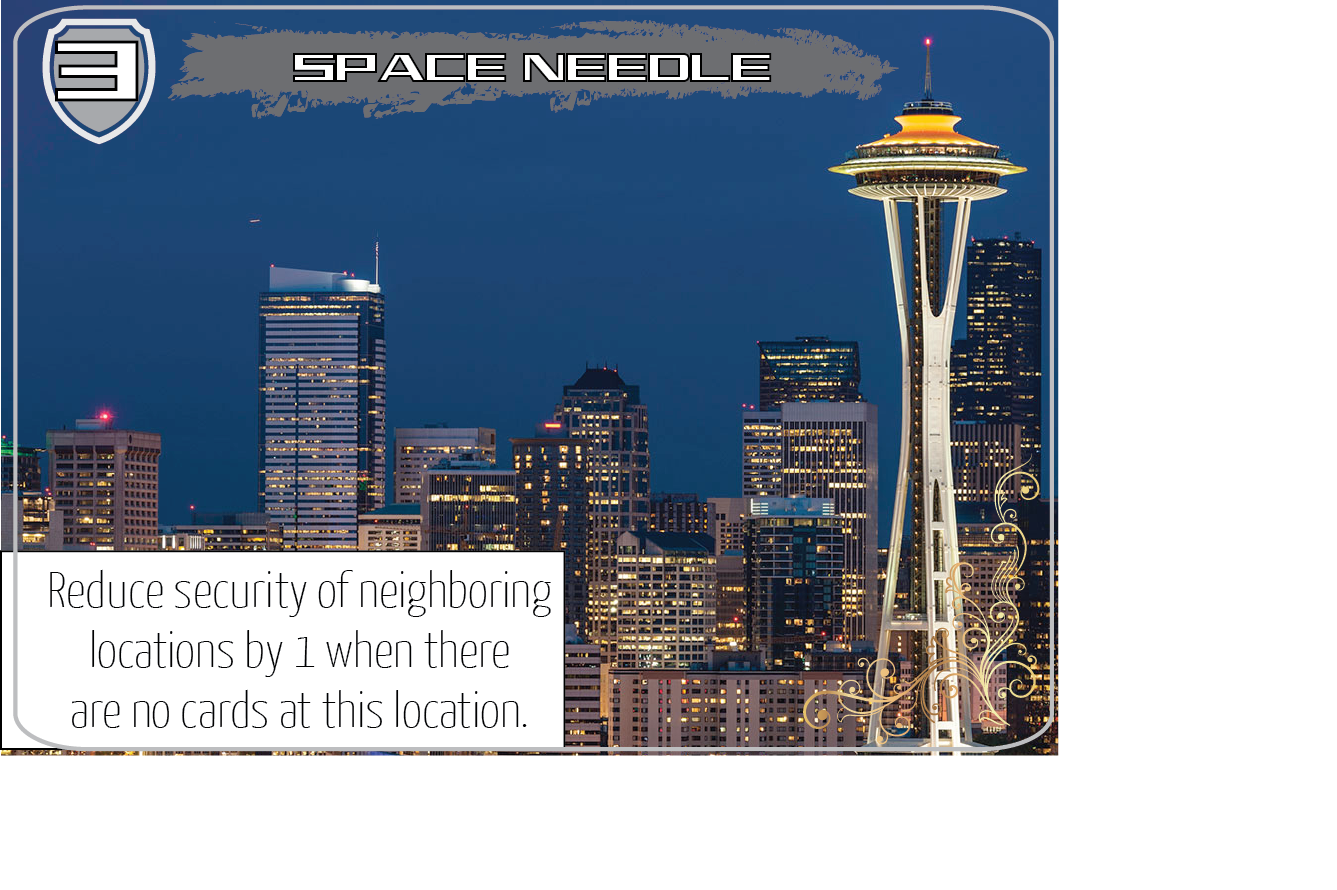 3
SPACE NEEDLE
Reduce security of neighboring
locations by 1 when there
are no cards at this location.